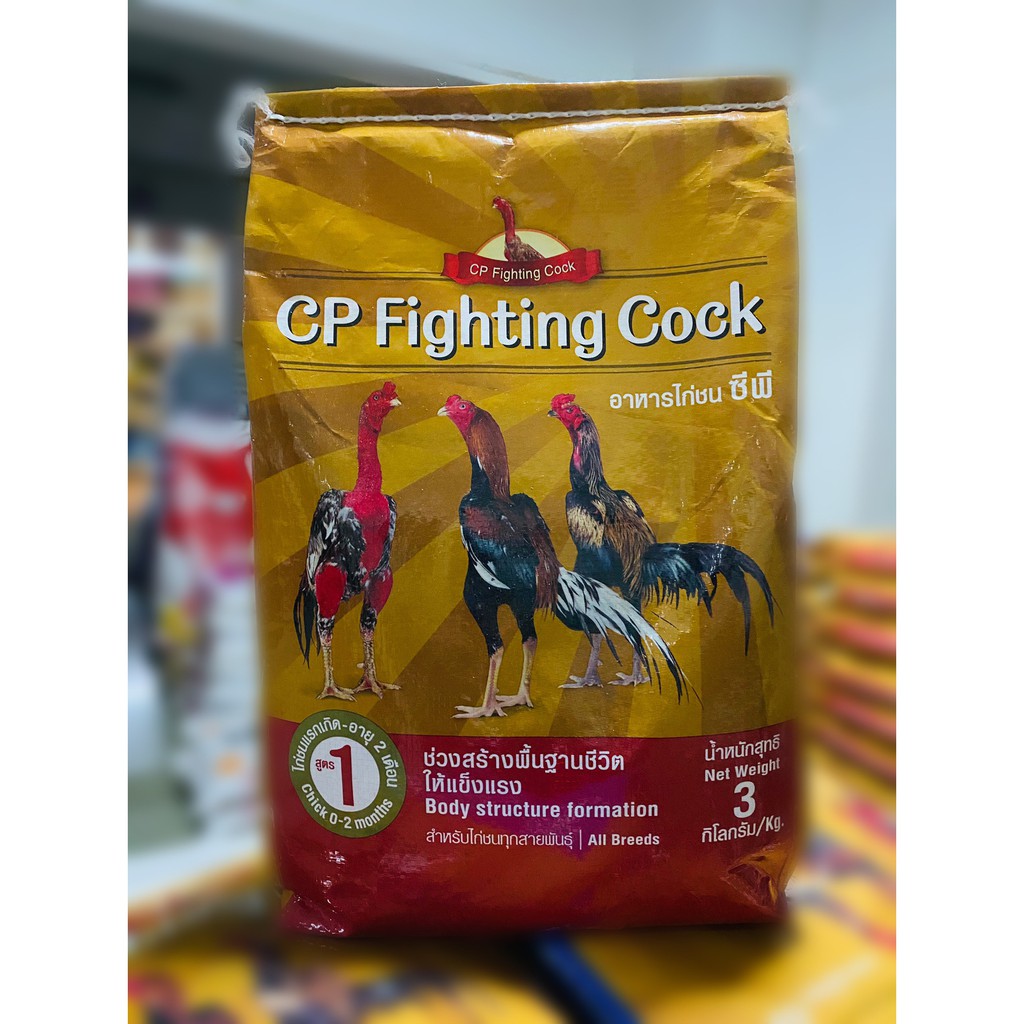 CP Fighting Cock
CP Fighting Cock
อาหารไก่ชน ซีพี
ไก่ชนแรกเกิด-อายุ 2 เดือน
สูตร
1
Chick 0-2 months
ช่วงสร้างพื้นฐานชีวิต
ให้แข็งแรง
Body structure formation
สำหรับไก่ชนทุกสายพันธุ์ | All Breeds
น้ำหนักสุทธิ
Net Weight
3
กิโลกรัม/Kg.